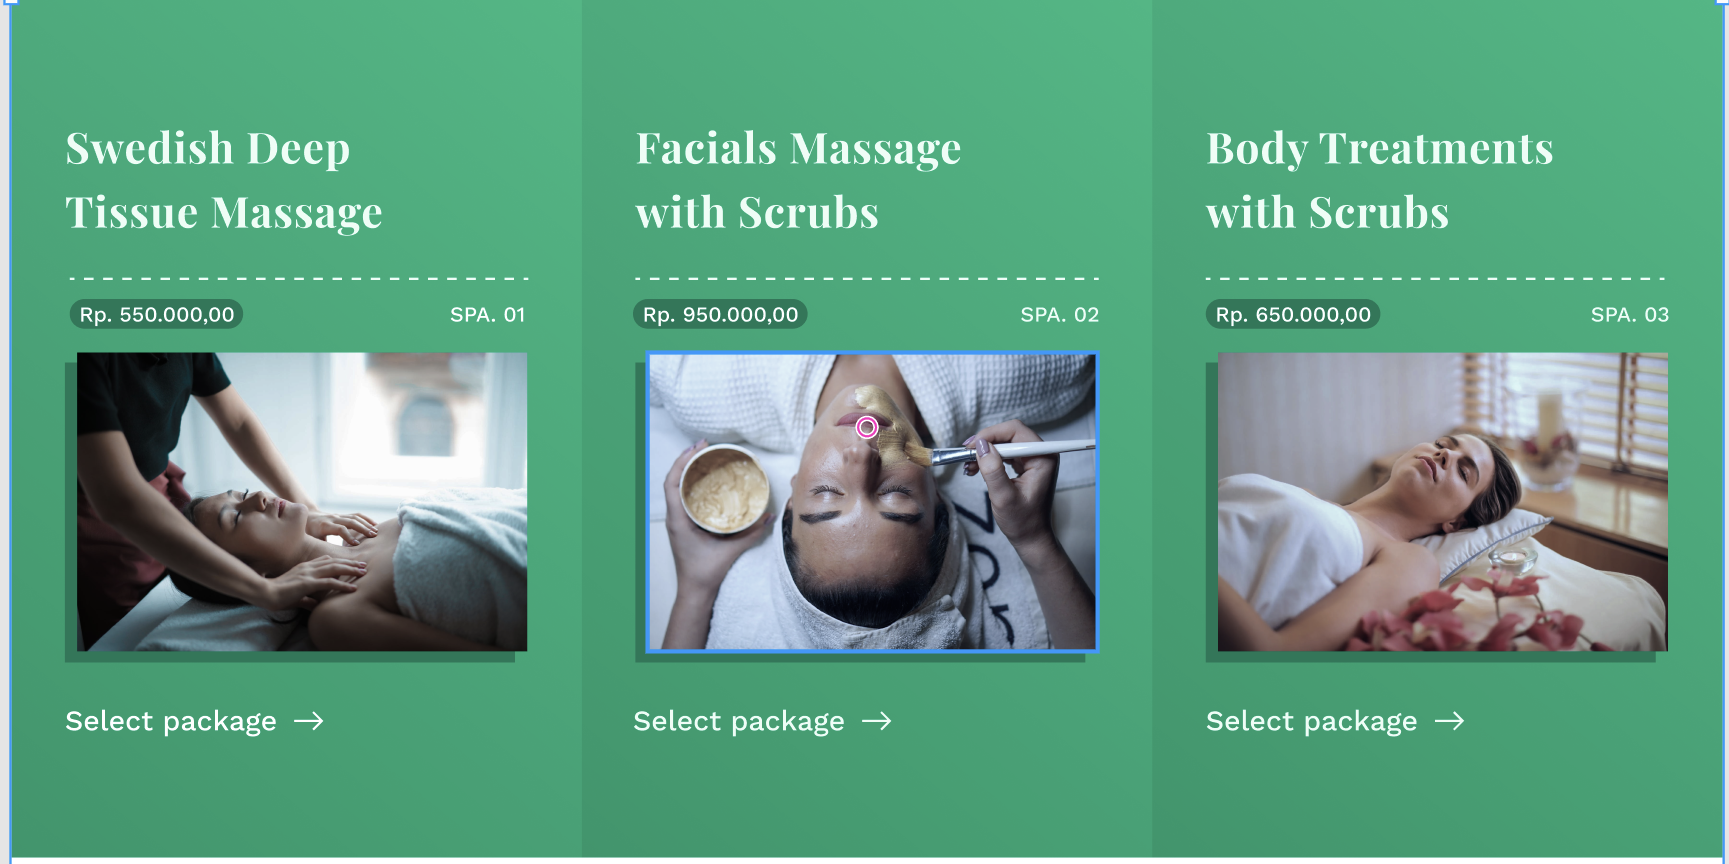 Swedish Deep
Tissue Massage
Rp. 550.000,00
SPA. 01
Select package
Facials Massage
with Scrubs
Rp. 950.000,00
SPA. 02
Select package
Body Treatments
with Scrubs
Rp. 650.000,00
SPA. 03
Select package